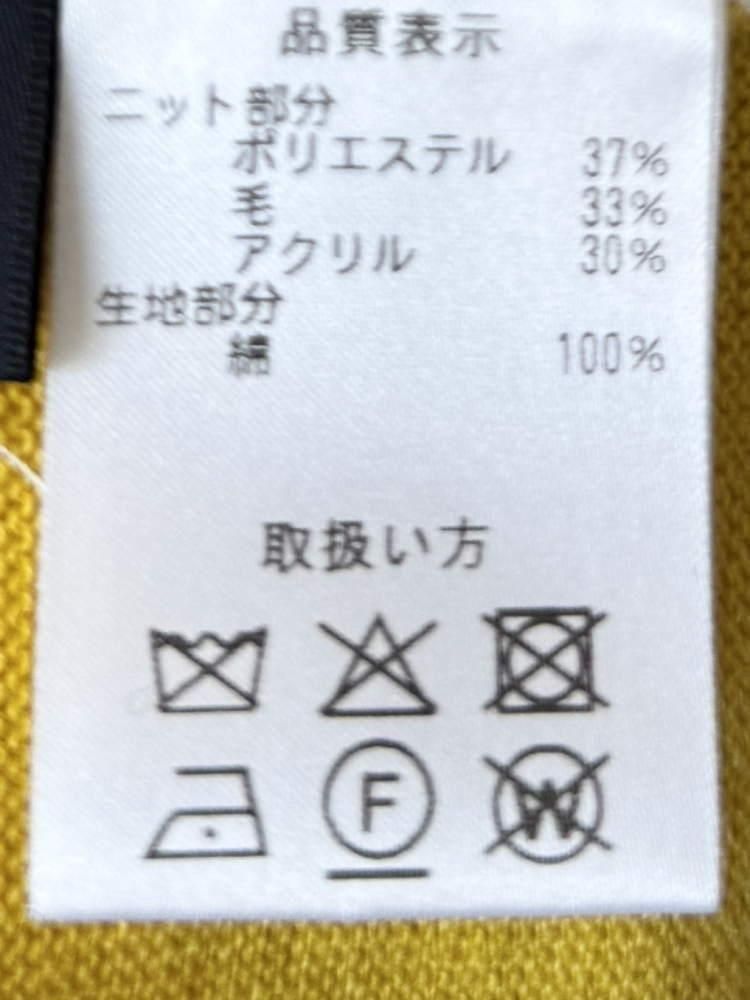 品質表示
ニット部分
ポリエステル 37%
毛 33%
アクリル 30%
生地部分
綿 100%
取扱い方
F W